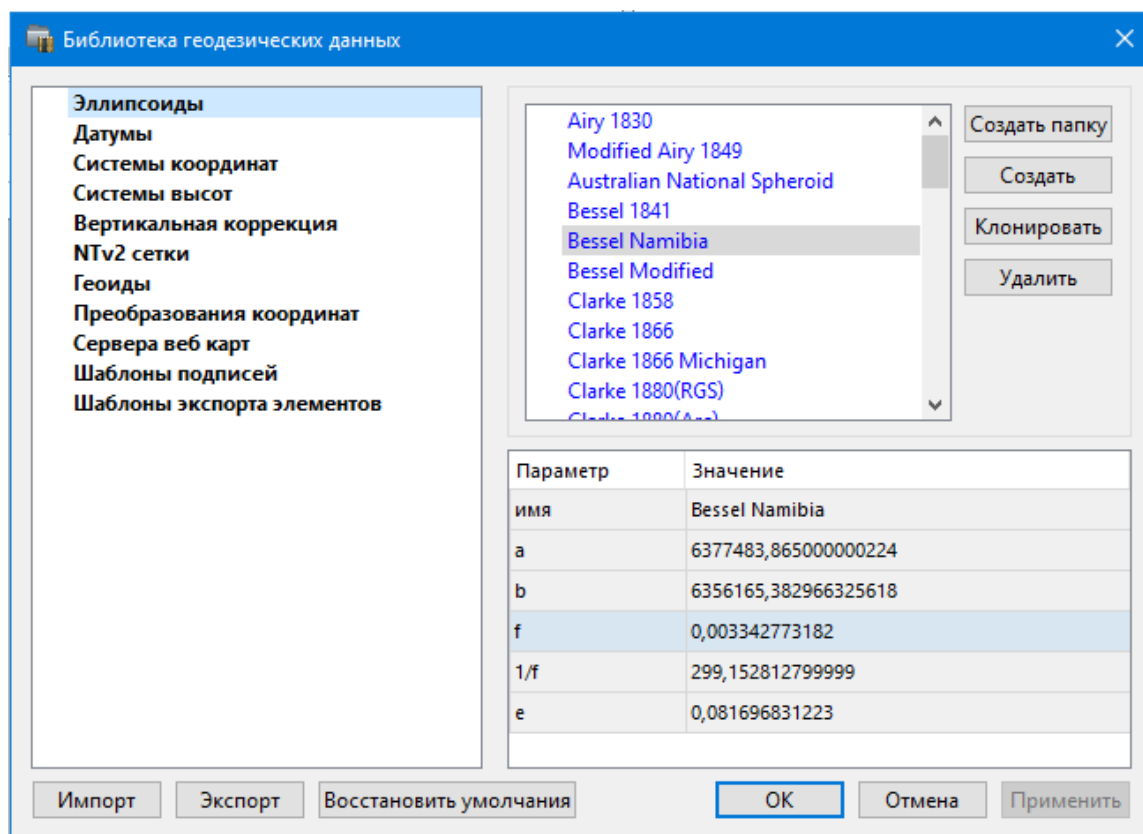 Библиотека геодезических данных
Эллипсоиды
Датумы
Системы координат
Системы высот
Вертикальная коррекция
NTv2 сетки
Геоиды
Преобразования координат
Сервера веб карт
Шаблоны подписей
Шаблоны экспорта элементов
Airy 1830
Modified Airy 1849
Australian National Spheroid
Bessel 1841
Bessel Namibia
Bessel Modified
Clarke 1858
Clarke 1866
Clarke 1866 Michigan
Clarke 1880(RGS)
Clarke 1880(Arc)
Создать папку
Создать
Клонировать
Удалить
Параметр Значение
имя Bessel Namibia
a 6377483,865000000224
b 6356165,382966325618
f 0,003342773182
1/f 299,152812799999
e 0,081696831223
Импорт Экспорт Восстановить умолчания OK Отмена Применить